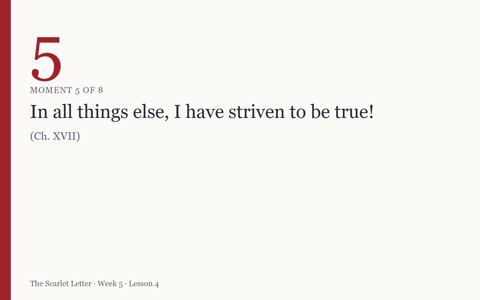 5
MOMENT 5 OF 8
In all things else, I have striven to be true!
(Ch. XVII)
The Scarlet Letter · Week 5 · Lesson 4